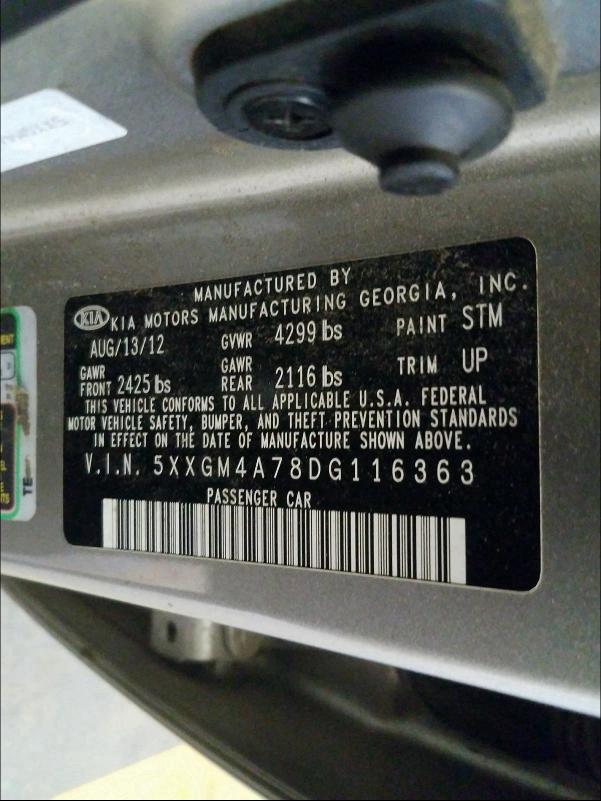 MANUFACTURED BY
KIA KIA MOTORS MANUFACTURING GEORGIA, INC.
AUG/13/12 GVWR 4299 lbs PAINT STM
GAWR FRONT 2425 lbs GAWR REAR 2116 lbs TRIM UP
THIS VEHICLE CONFORMS TO ALL APPLICABLE U.S.A. FEDERAL
MOTOR VEHICLE SAFETY, BUMPER, AND THEFT PREVENTION STANDARDS
IN EFFECT ON THE DATE OF MANUFACTURE SHOWN ABOVE.
V.I.N. 5XXGM4A78DG116363
PASSENGER CAR